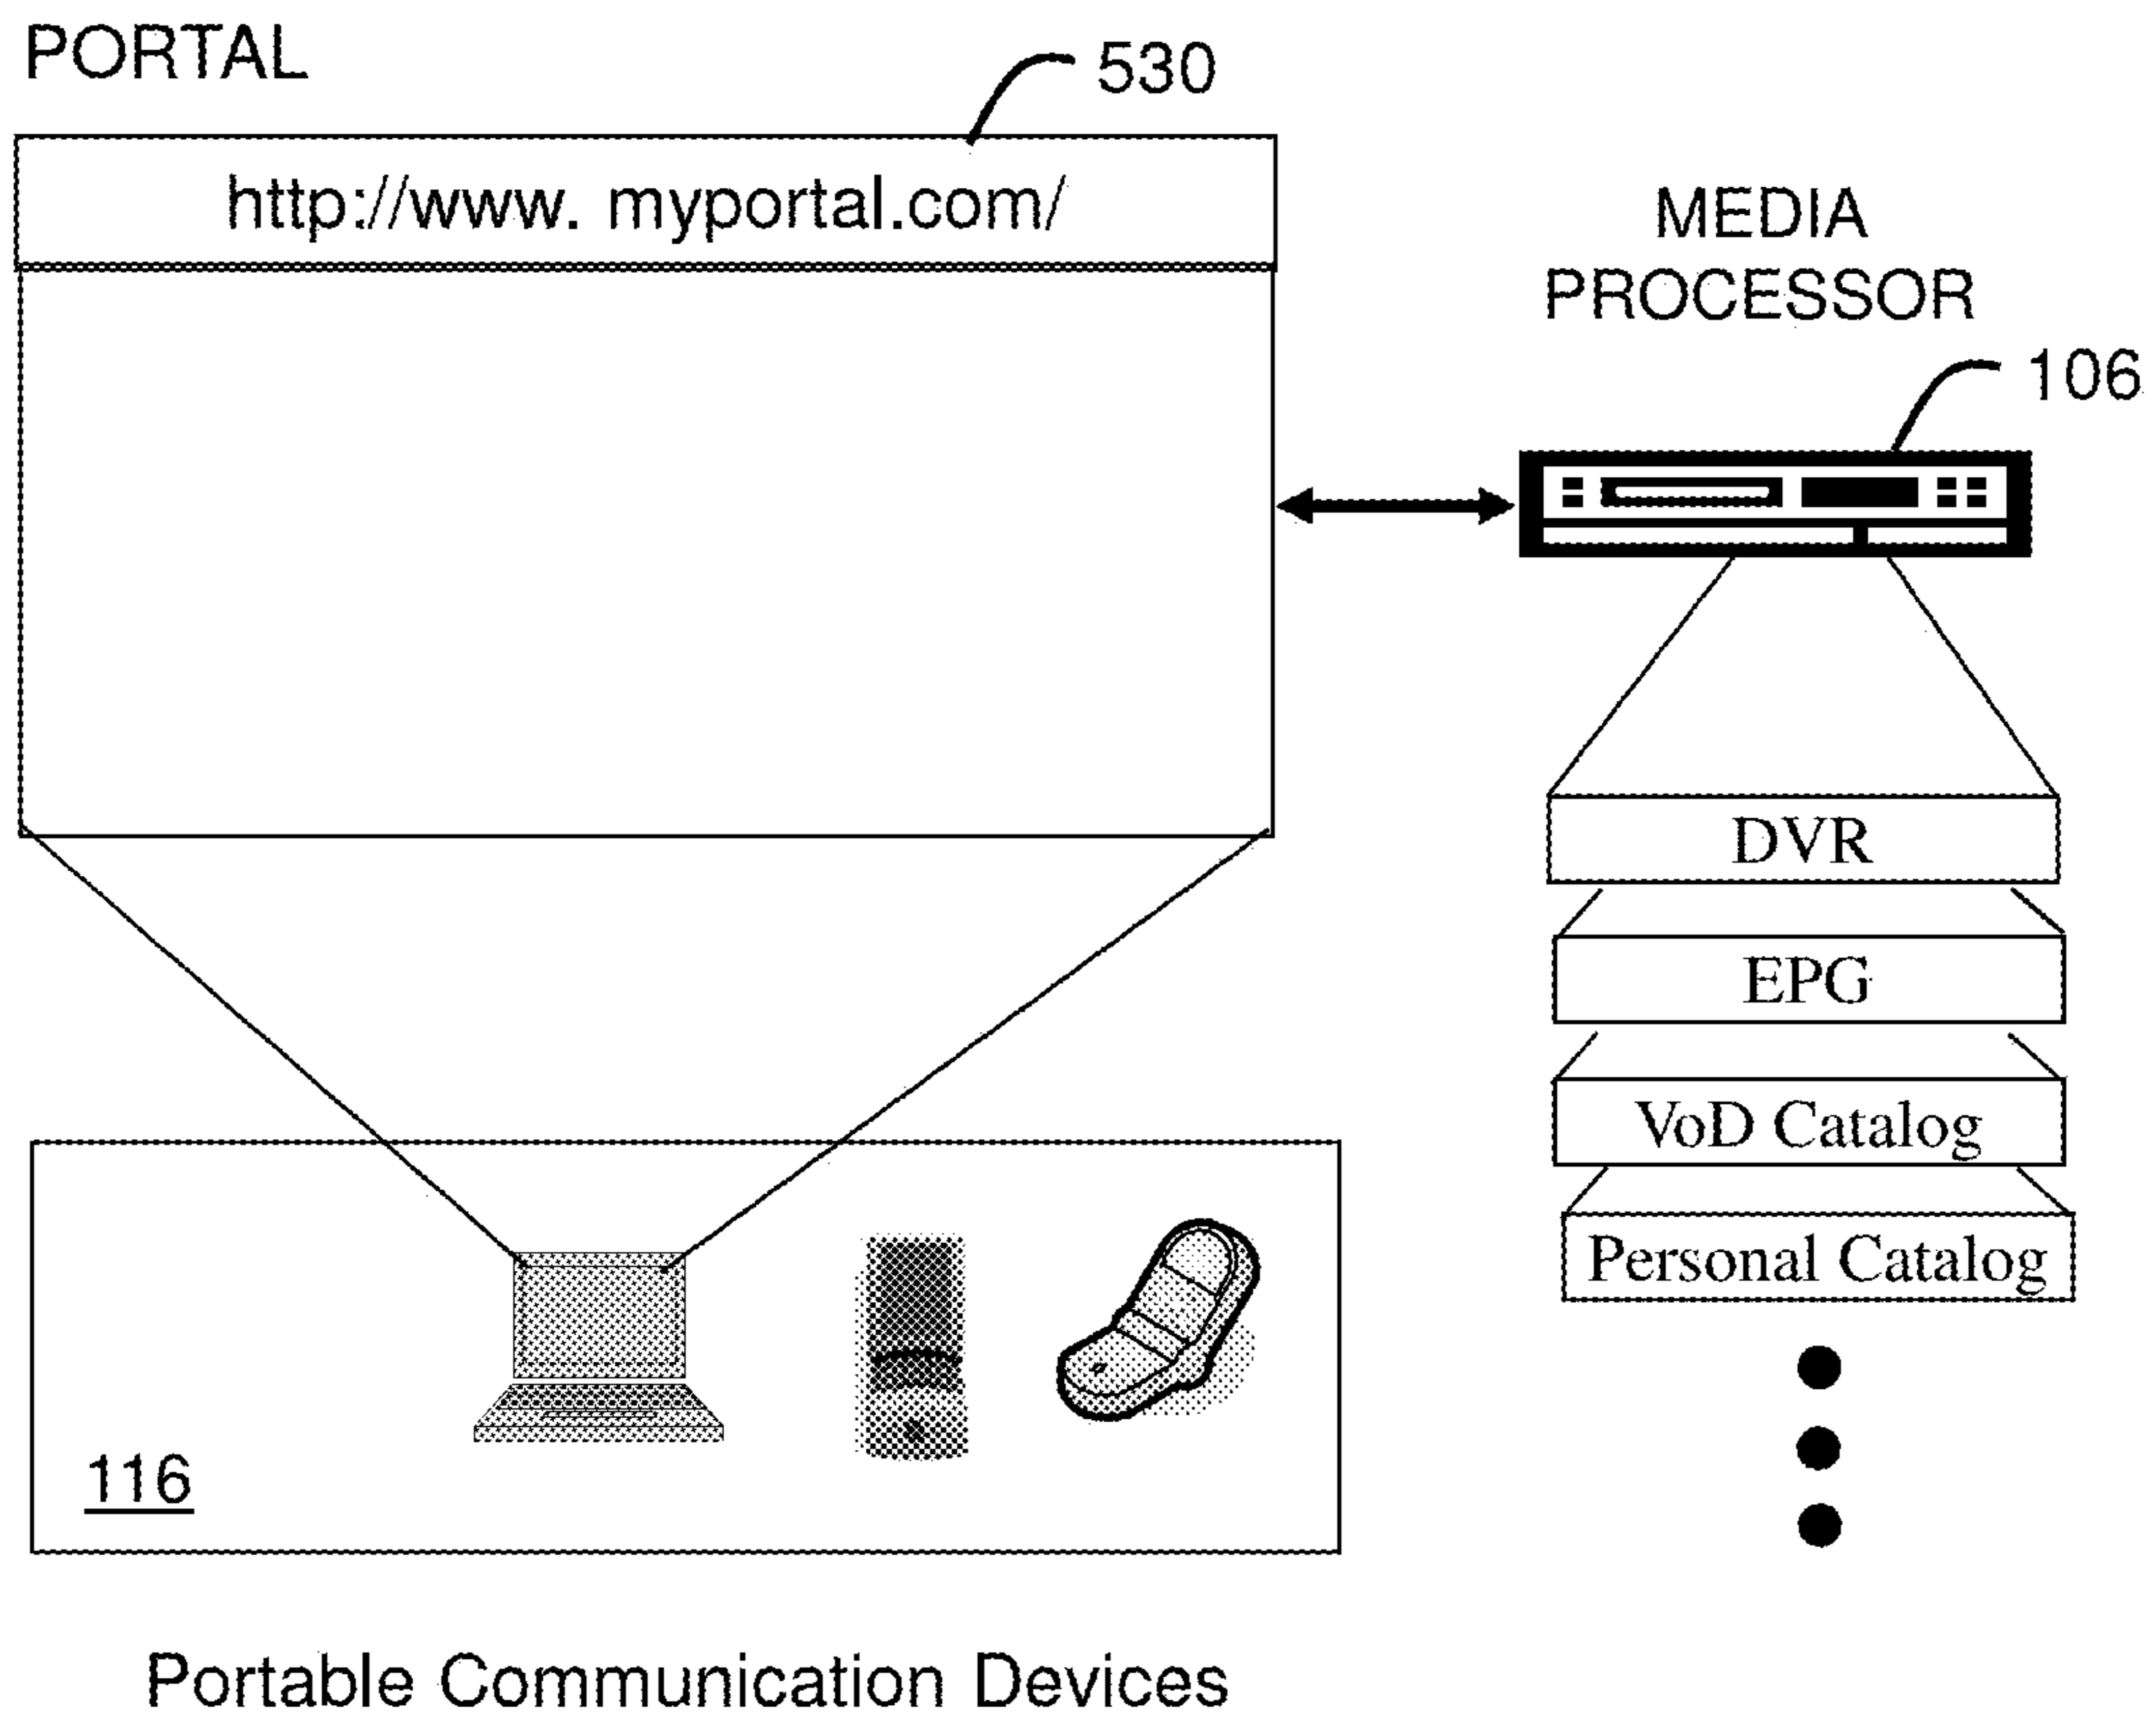 PORTAL
530
http://www. myportal.com/
MEDIA
PROCESSOR
106
DVR
EPG
VoD Catalog
Personal Catalog
116
Portable Communication Devices